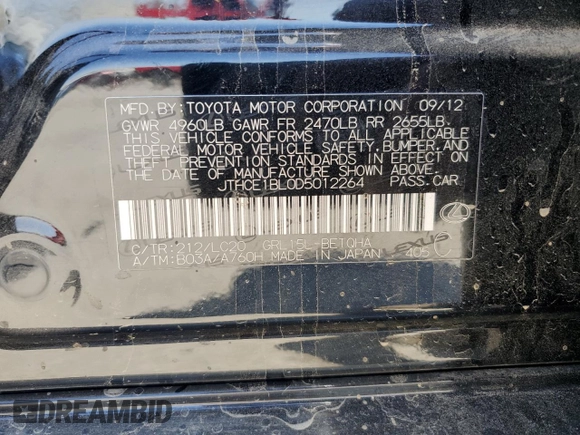 MFD. BY: TOYOTA MOTOR CORPORATION 09/12
GVWR 4960LB GAWR FR 2470LB RR 2655LB
THIS VEHICLE CONFORMS TO ALL APPLICABLE
FEDERAL MOTOR VEHICLE SAFETY, BUMPER, AND
THEFT PREVENTION STANDARDS IN EFFECT ON
THE DATE OF MANUFACTURE SHOWN ABOVE.
JTHCE1BL0D5012264 PASS.CAR
C/TR: 212/LC20 GRL15L-BETQHA
A/TM: B03A/A760H MADE IN JAPAN 405
LEXUS
DREAMBID